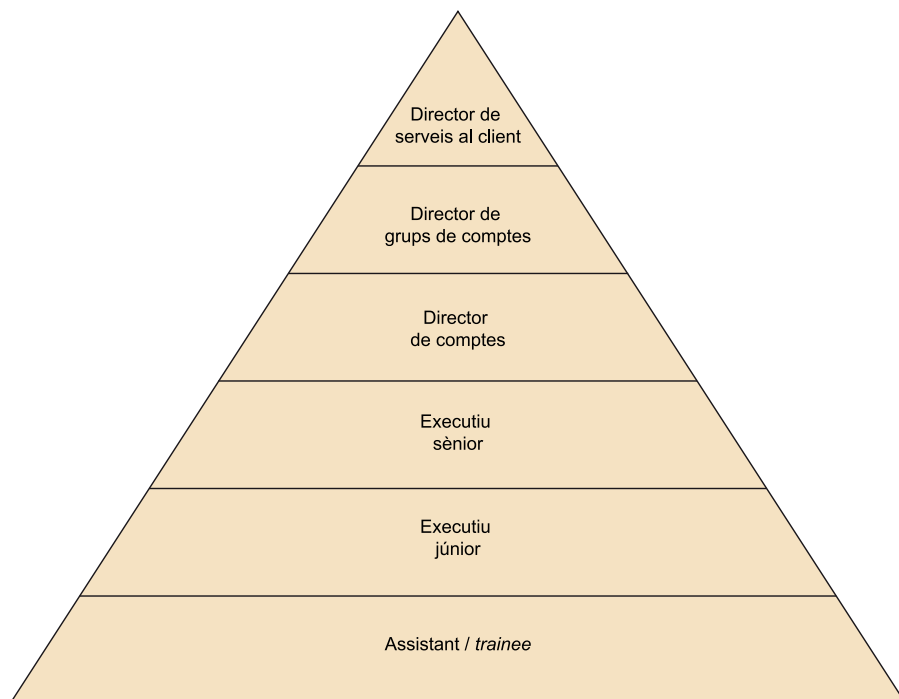 Director de
serveis al client
Director de
grups de comptes
Director
de comptes
Executiu
sènior
Executiu
júnior
Assistant / trainee